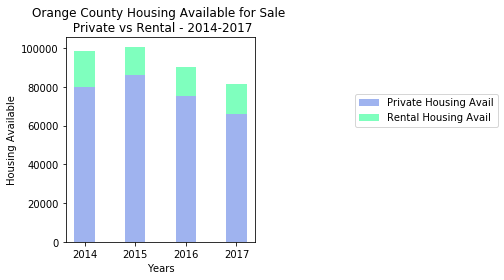 Orange County Housing Available for Sale
Private vs Rental - 2014-2017
100000
80000
60000
40000
20000
0
Housing Available
2014 2015 2016 2017
Years
Private Housing Avail
Rental Housing Avail